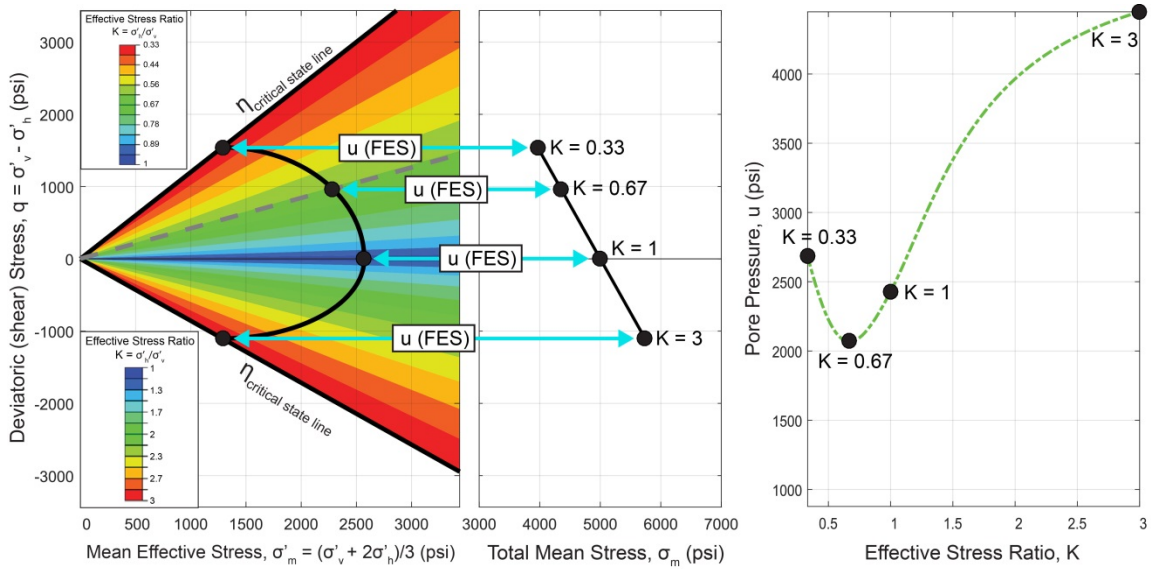 Effective Stress Ratio
K = σ'h/σ'v
0.33
0.44
0.56
0.67
0.78
0.89
1
Effective Stress Ratio
K = σ'h/σ'v
1
1.3
1.7
2
2.3
2.7
3
Deviatoric (shear) Stress, q = σ'v - σ'h (psi)
3000
2000
1000
0
-1000
-2000
-3000
ηcritical state line
ηcritical state line
u (FES)
u (FES)
u (FES)
u (FES)
0
500
1000
1500
2000
2500
3000
Mean Effective Stress, σ'm = (σ'v + 2σ'h)/3 (psi)
K = 0.33
K = 0.67
K = 1
K = 3
3000
4000
5000
6000
7000
Total Mean Stress, σm (psi)
Pore Pressure, u (psi)
4000
3500
4500
3000
2500
2000
1500
1000
K = 3
K = 0.33
K = 1
K = 0.67
0.5
1
1.5
2
2.5
3
Effective Stress Ratio, K